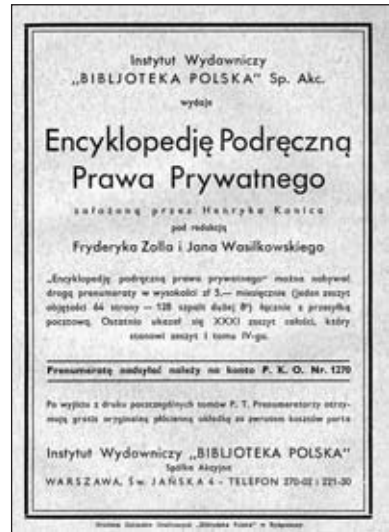 Instytut Wydawniczy
„BIBLJOTEKA POLSKA" Sp. Akc.
wydaje
Encyklopedję Podręczną
Prawa Prywatnego
założoną przez Henryka Konica
pod redakcją
Fryderyka Zolla i Jana Wasilkowskiego
„Encyklopedję podręczną prawa prywatnego" można nabywać
drogą prenumeraty w wysokości zł 5.— miesięcznie (jeden zeszyt
objętości 64 strony — 128 szpalt dużej 8º) łącznie z przesyłką
pocztową. Ostatnio ukazał się XXXI zeszyt całości, który
stanowi zeszyt 1 tomu IV-go.
Prenumeratę nadsyłać należy na konto P. K. O. Nr. 1270
Po wyjściu z druku poszczególnych tomów P. T. Prenumeratorzy otrzy-
mują gratis oryginalną płócienną okładkę za zwrotem kosztów porta
Instytut Wydawniczy „BIBLJOTEKA POLSKA"
Spółka Akcyjna
WARSZAWA, Św. JAŃSKA 4 - TELEFON 270-02 i 221-30